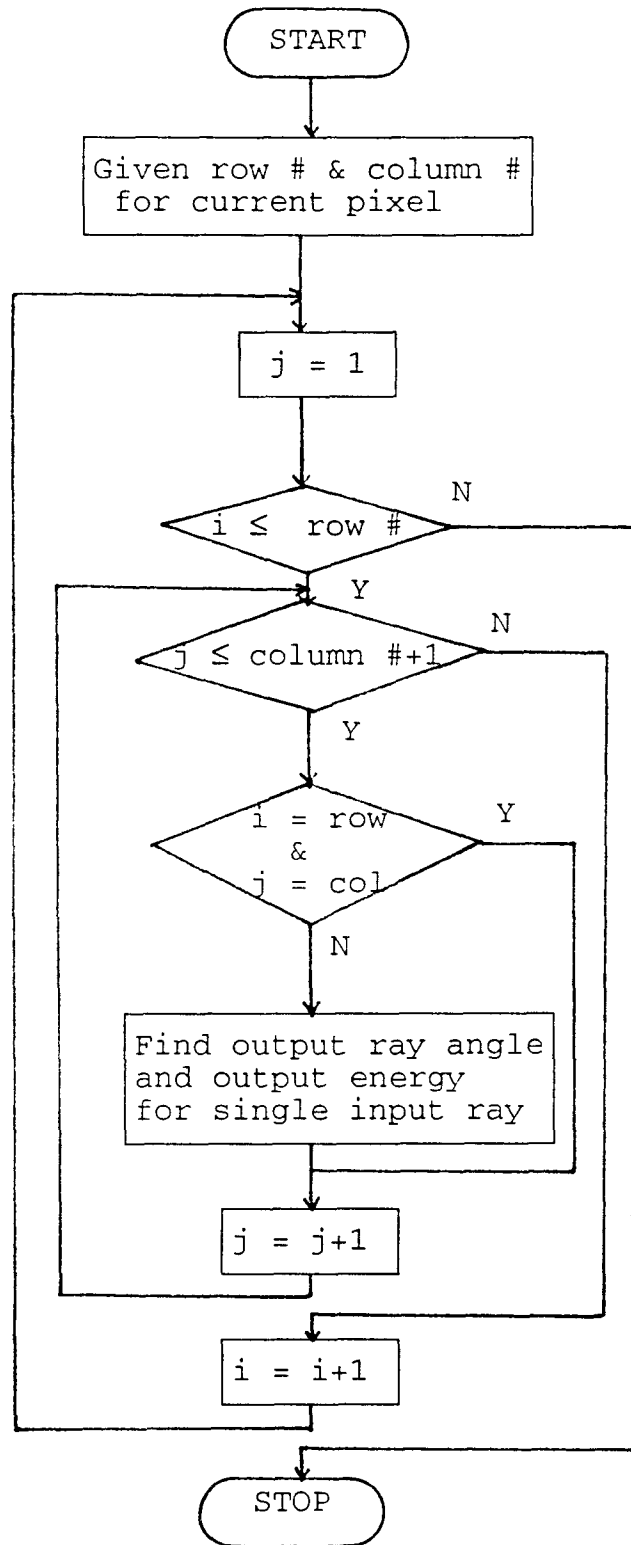 START
Given row # & column #
for current pixel
j = 1
N
i ≤ row #
Y
N
j ≤ column #+1
Y
i = row
&
j = col
Y
N
Find output ray angle
and output energy
for single input ray
j = j+1
i = i+1
STOP